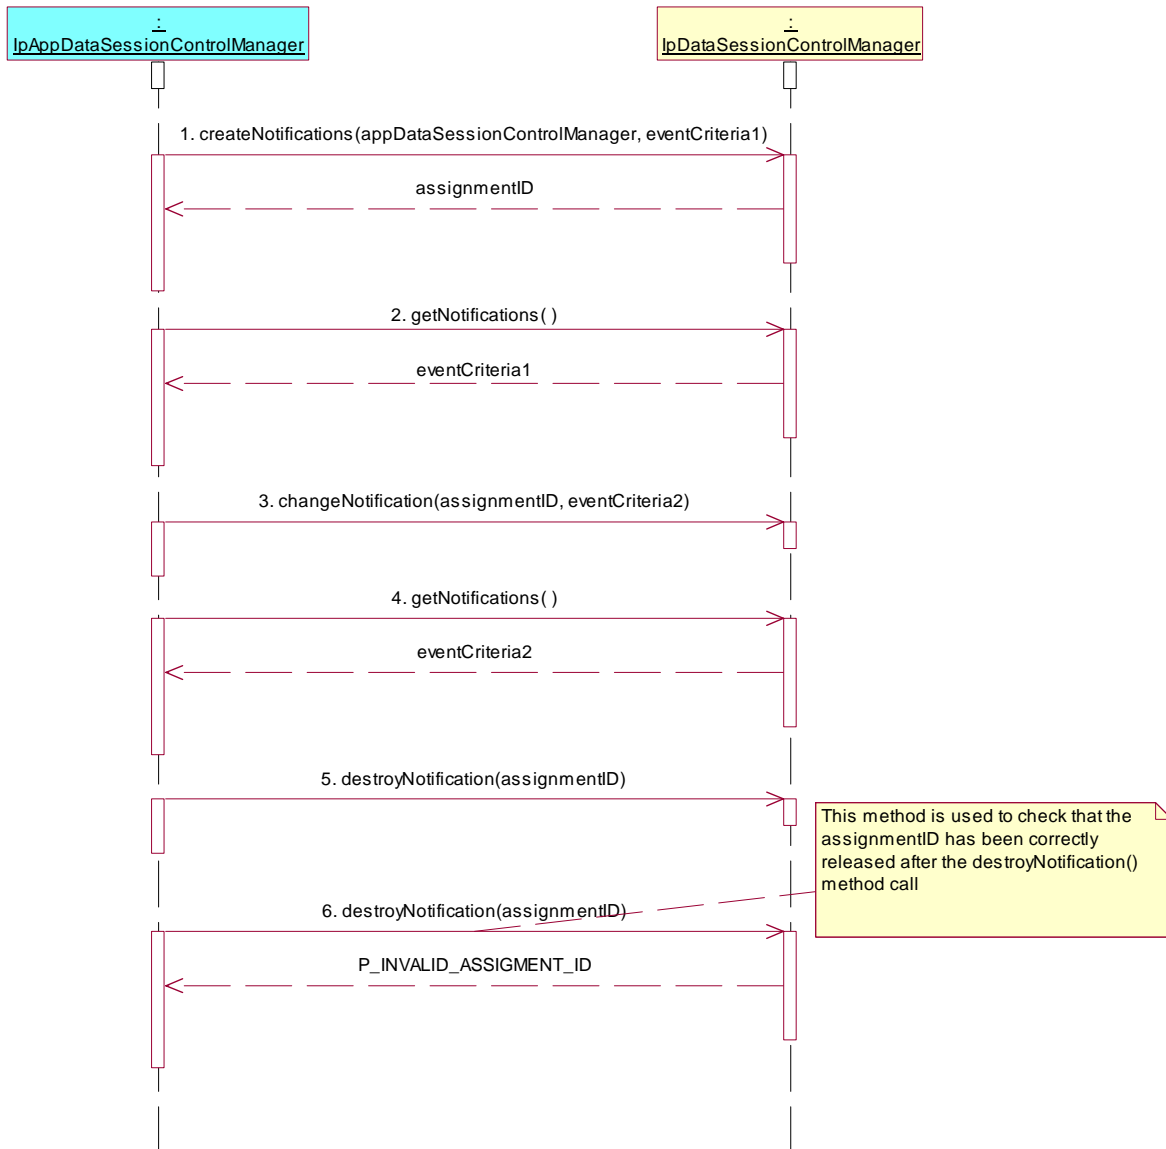 :
IpAppDataSessionControlManager
:
IpDataSessionControlManager
1. createNotifications(appDataSessionControlManager, eventCriteria1)
assignmentID
2. getNotifications( )
eventCriteria1
3. changeNotification(assignmentID, eventCriteria2)
4. getNotifications( )
eventCriteria2
5. destroyNotification(assignmentID)
This method is used to check that the
assignmentID has been correctly
released after the destroyNotification()
method call
6. destroyNotification(assignmentID)
P_INVALID_ASSIGMENT_ID